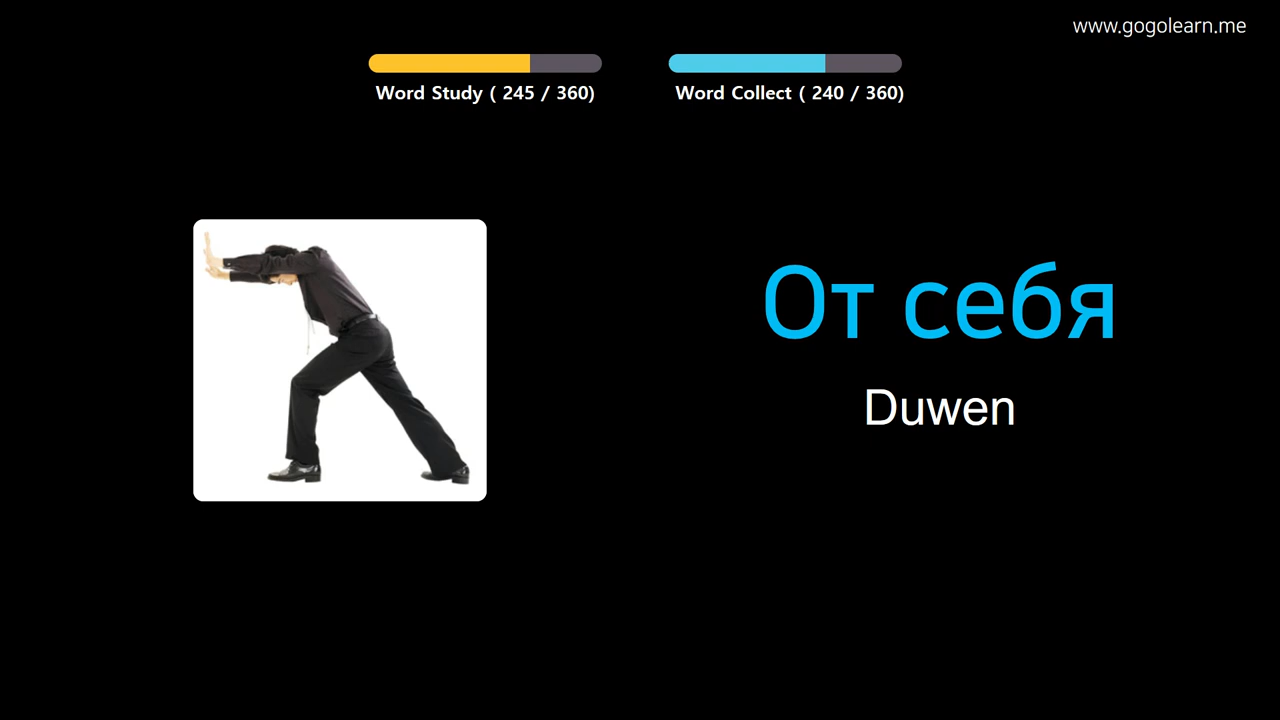 www.gogolearn.me
Word Study ( 245 / 360)
Word Collect ( 240 / 360)
От себя
Duwen